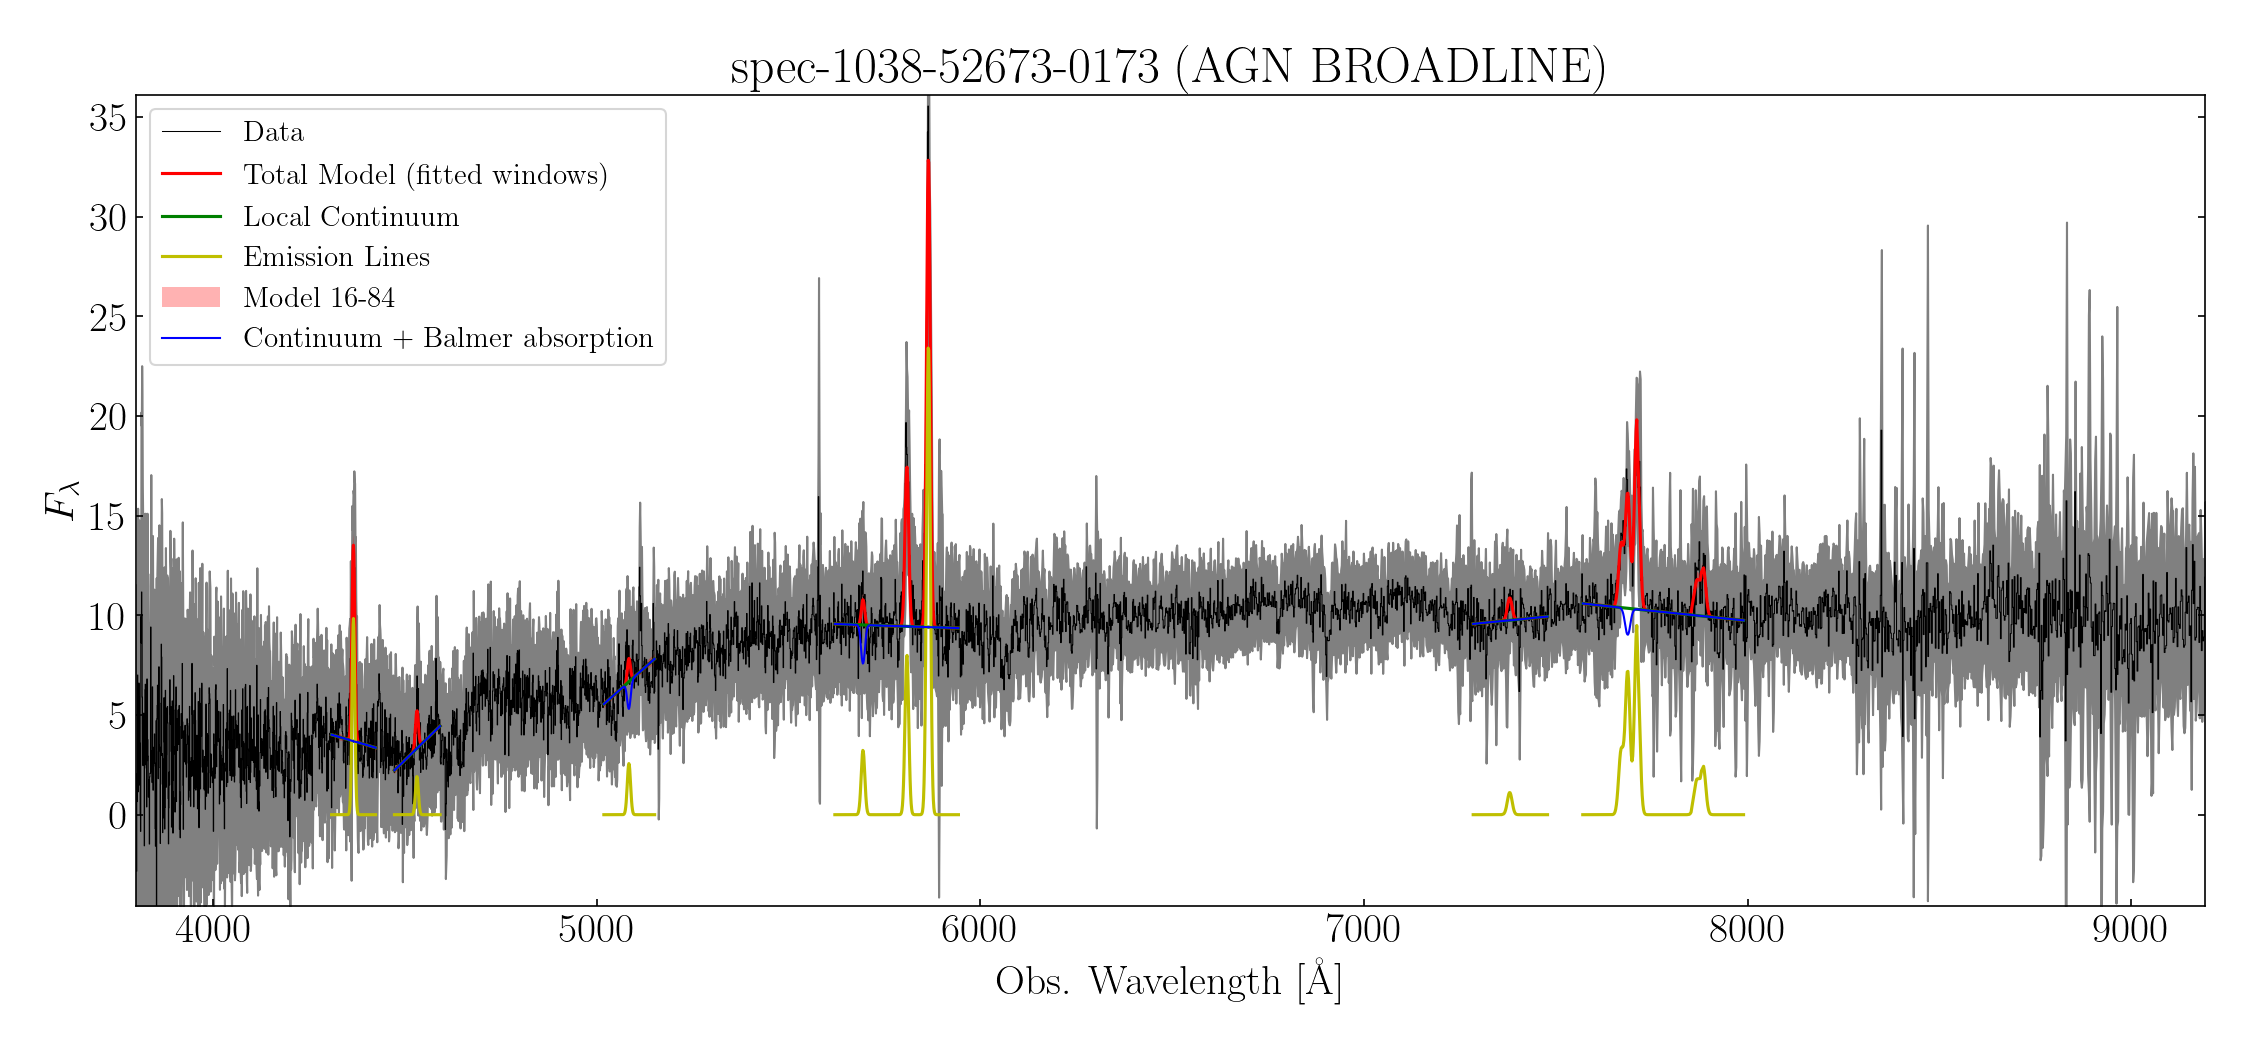 spec-1038-52673-0173 (AGN BROADLINE)
35
30
25
20
15
10
5
0
Data
Total Model (fitted windows)
Local Continuum
Emission Lines
Model 16-84
Continuum + Balmer absorption
Fλ
4000 5000 6000 7000 8000 9000
Obs. Wavelength [Å]